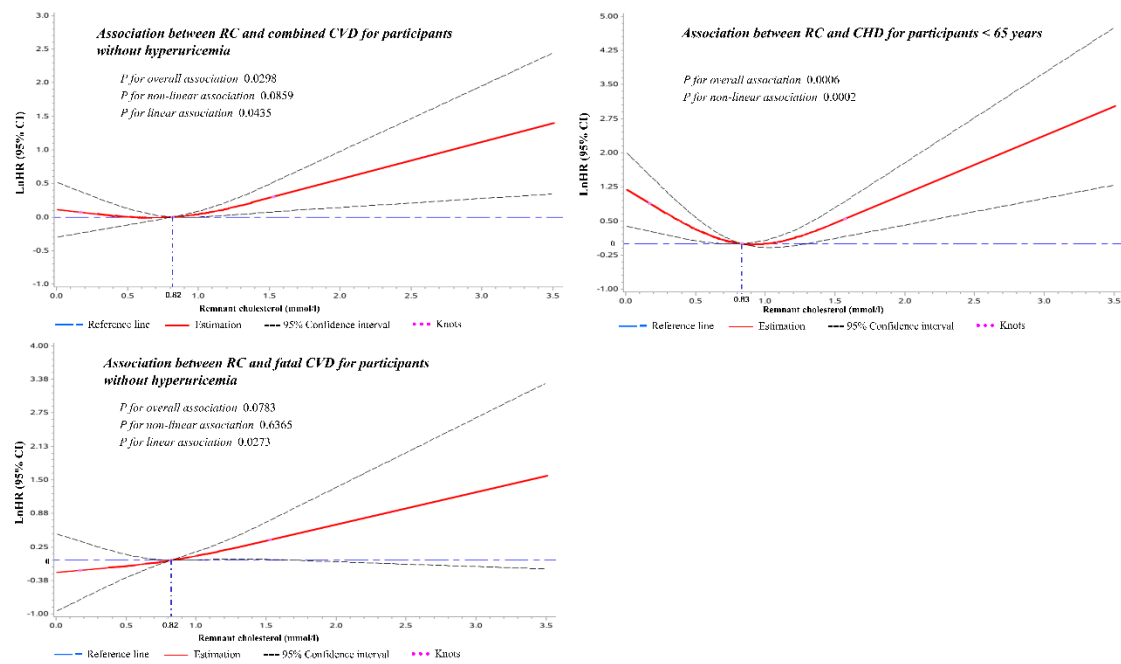 Association between RC and combined CVD for participants
without hyperuricemia
P for overall association 0.0298
P for non-linear association 0.0859
P for linear association 0.0435
LnHR (95% CI)
3.0
2.5
2.0
1.5
1.0
0.5
0.0
-0.5
-1.0
0.0 0.5 0.82 1.0 1.5 2.0 2.5 3.0 3.5
Remnant cholesterol (mmol/l)
Reference line Estimation 95% Confidence interval Knots
Association between RC and CHD for participants < 65 years
P for overall association 0.0006
P for non-linear association 0.0002
LnHR (95% CI)
5.00
4.25
3.50
2.75
2.00
1.25
0.50
0
-0.25
-1.00
0.0 0.5 0.83 1.0 1.5 2.0 2.5 3.0 3.5
Remnant cholesterol (mmol/l)
Reference line Estimation 95% Confidence interval Knots
Association between RC and fatal CVD for participants
without hyperuricemia
P for overall association 0.0783
P for non-linear association 0.6365
P for linear association 0.0273
LnHR (95% CI)
4.00
3.38
2.75
2.13
1.50
0.88
0.25
0
-0.38
-1.00
0.0 0.5 0.82 1.0 1.5 2.0 2.5 3.0 3.5
Remnant cholesterol (mmol/l)
Reference line Estimation 95% Confidence interval Knots